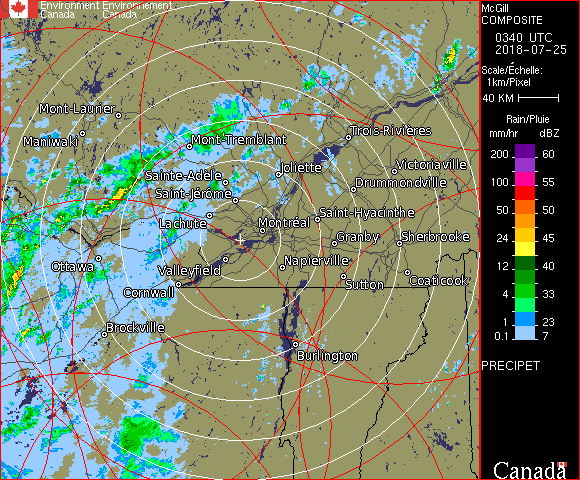 Environment Environnement
Canada Canada
McGill
COMPOSITE
0340 UTC
2018-07-25
Scale/Échelle:
1km/Pixel
40 KM
Rain/Pluie
mm/hr dBZ
200 60
100 55
50 50
24 45
12 40
4 33
1 23
0.1 7
PRECIPET
Canada
Mont-Laurier
Maniwaki
Mont-Tremblant
Trois-Rivières
Sainte-Adèle
Joliette
Victoriaville
Saint-Jérôme
Drummondville
Lachute
Saint-Hyacinthe
Montréal
Granby
Sherbrooke
Ottawa
Valleyfield
Napierville
Cornwall
Sutton
Coaticook
Brockville
Burlington